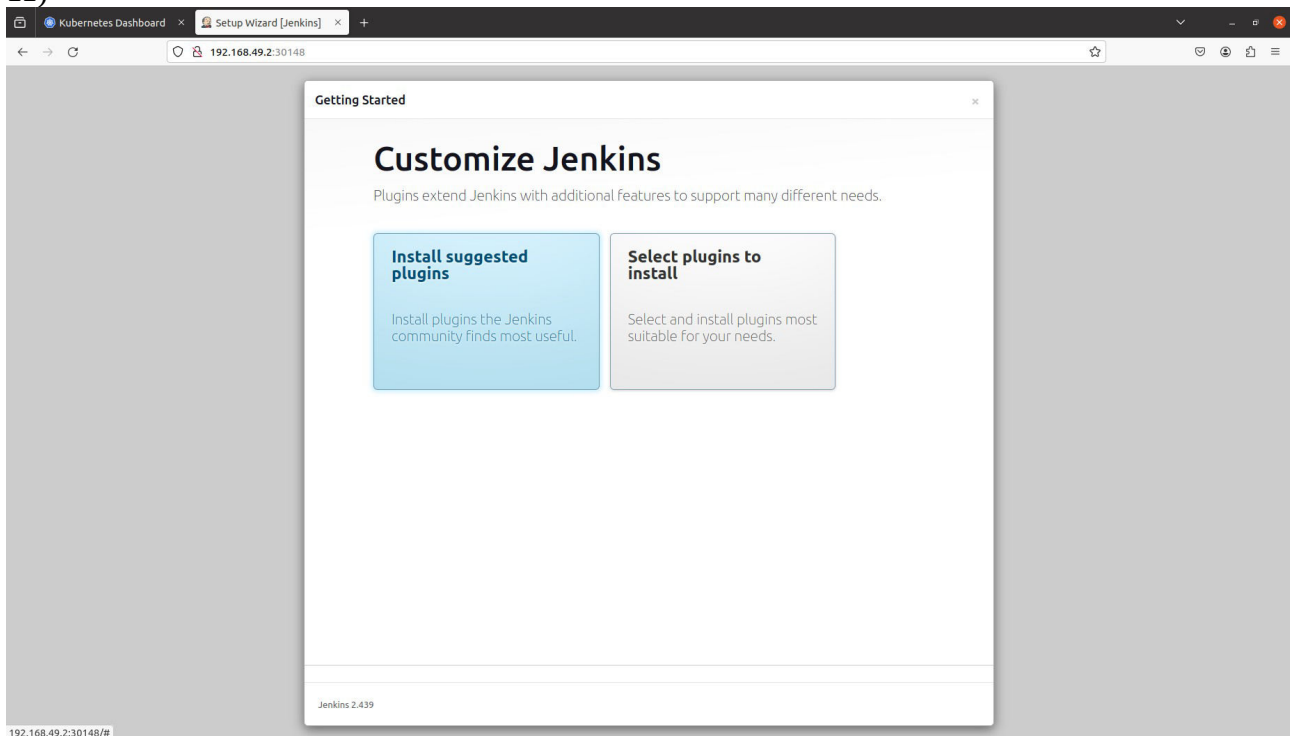 Kubernetes Dashboard
Setup Wizard [Jenkins]
192.168.49.2:30148
Getting Started
Customize Jenkins
Plugins extend Jenkins with additional features to support many different needs.
Install suggested
plugins
Install plugins the Jenkins
community finds most useful.
Select plugins to
install
Select and install plugins most
suitable for your needs.
Jenkins 2.439
192.168.49.2:30148/#